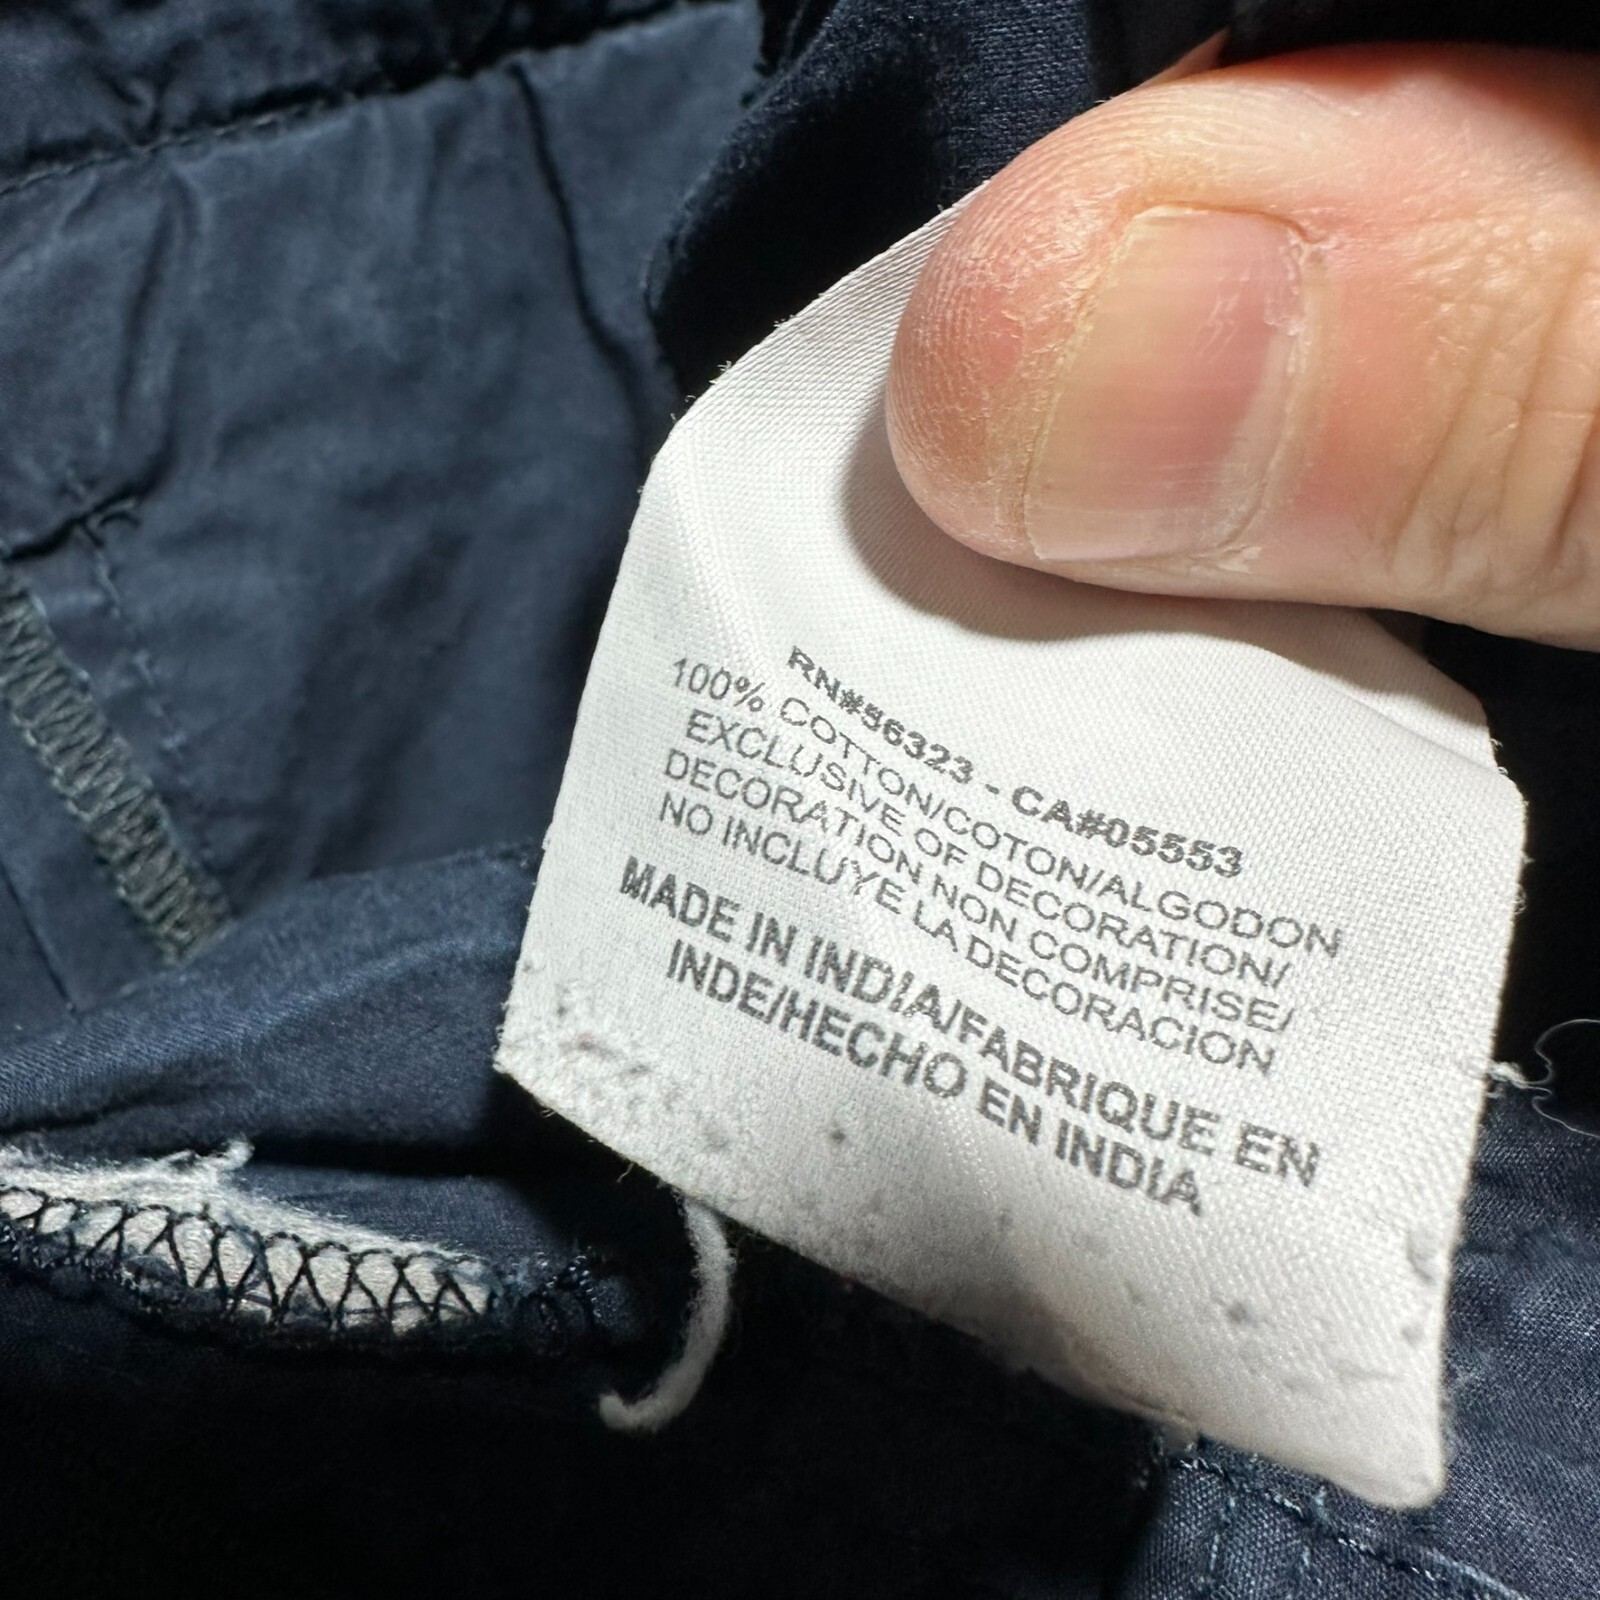 RN#56323 - CA#05553
100% COTTON/COTON/ALGODON
EXCLUSIVE OF DECORATION/
DECORATION NON COMPRISE/
NO INCLUYE LA DECORACION
MADE IN INDIA/FABRIQUE EN
INDE/HECHO EN INDIA